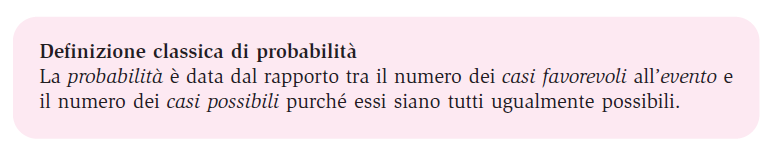 Definizione classica di probabilità
La probabilità è data dal rapporto tra il numero dei casi favorevoli all'evento e
il numero dei casi possibili purché essi siano tutti ugualmente possibili.